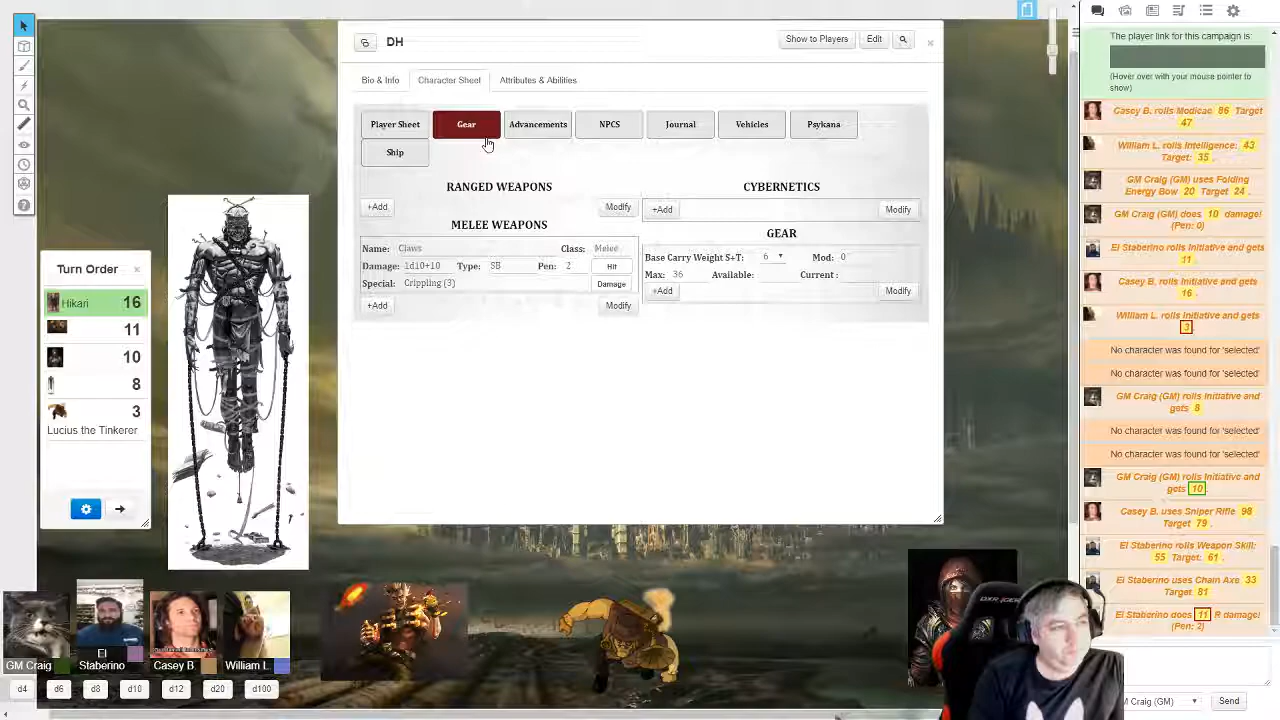 DH
Show to Players
Edit
Bio & Info
Character Sheet
Attributes & Abilities
Player Sheet
Gear
Advancements
NPCS
Journal
Vehicles
Psykana
Ship
RANGED WEAPONS
+Add
Modify
MELEE WEAPONS
Name: Claws
Class: Melee
Damage: 1d10+10
Type: SB
Pen: 2
Hit
Special: Crippling (3)
Damage
+Add
Modify
CYBERNETICS
+Add
Modify
GEAR
Base Carry Weight S+T: 6
Mod: 0
Max: 36
Available:
Current :
+Add
Modify
Turn Order
Hikari 16
11
10
8
3
Lucius the Tinkerer
GM Craig
El
Staberino
Casey B.
William L.
d4
d6
d8
d10
d12
d20
d100
The player link for this campaign is:
(Hover over with your mouse pointer to
show)
Casey B. rolls Medicae 86 Target
47
William L. rolls Intelligence: 43
Target: 35 .
GM Craig (GM) uses Folding
Energy Bow 20 Target 24 .
GM Craig (GM) does 10 damage!
(Pen: 0)
El Staberino rolls Initiative and gets
11 .
Casey B. rolls Initiative and gets
16 .
William L. rolls Initiative and gets
3 .
No character was found for 'selected'
No character was found for 'selected'
GM Craig (GM) rolls Initiative and
gets 8
No character was found for 'selected'
No character was found for 'selected'
GM Craig (GM) rolls Initiative and
gets 10 .
Casey B. uses Sniper Rifle 98
Target 79 .
El Staberino rolls Weapon Skill:
55 Target: 61 .
El Staberino uses Chain Axe 33
Target 81
El Staberino does 11 R damage!
(Pen: 2)
DXRACER
M Craig (GM)
Send